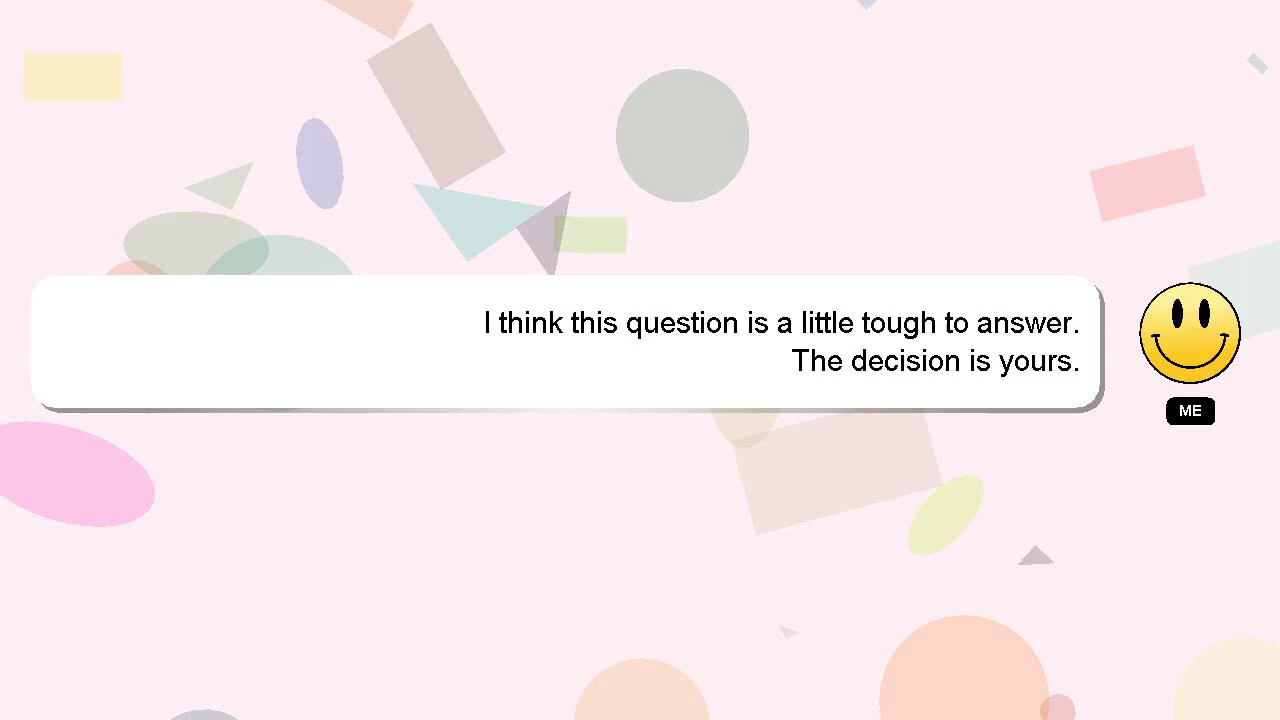 I think this question is a little tough to answer.
The decision is yours.
ME